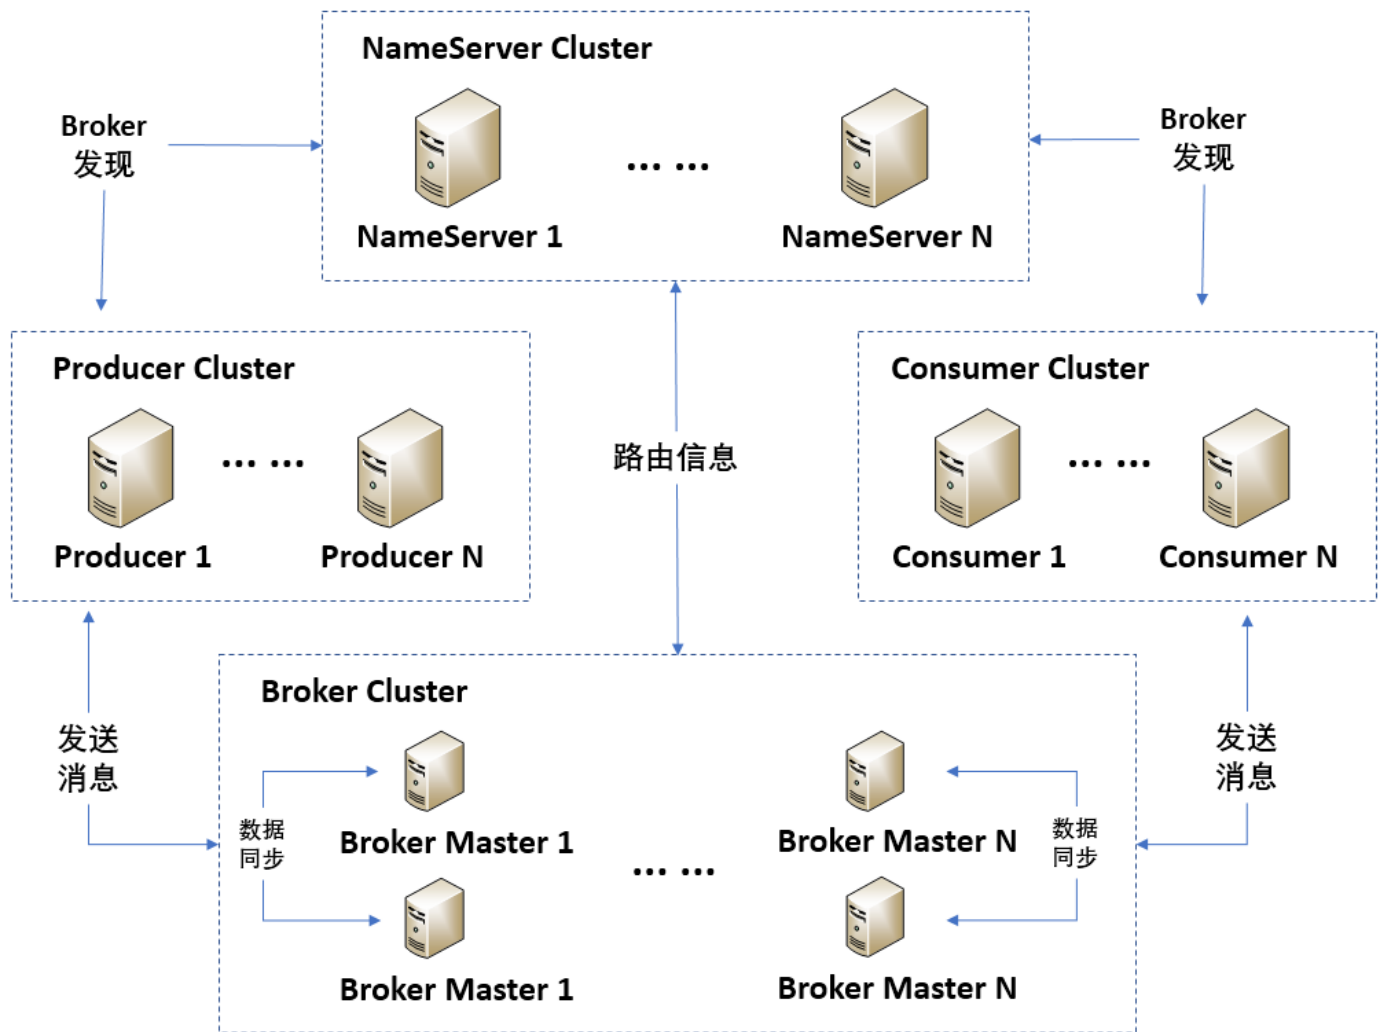 NameServer Cluster
Broker
发现
Broker
发现
... ...
NameServer 1
NameServer N
Producer Cluster
... ...
Producer 1
Producer N
路由信息
Consumer Cluster
... ...
Consumer 1
Consumer N
Broker Cluster
发送
消息
发送
消息
数据
同步
Broker Master 1
Broker Master N
数据
同步
... ...
Broker Master 1
Broker Master N